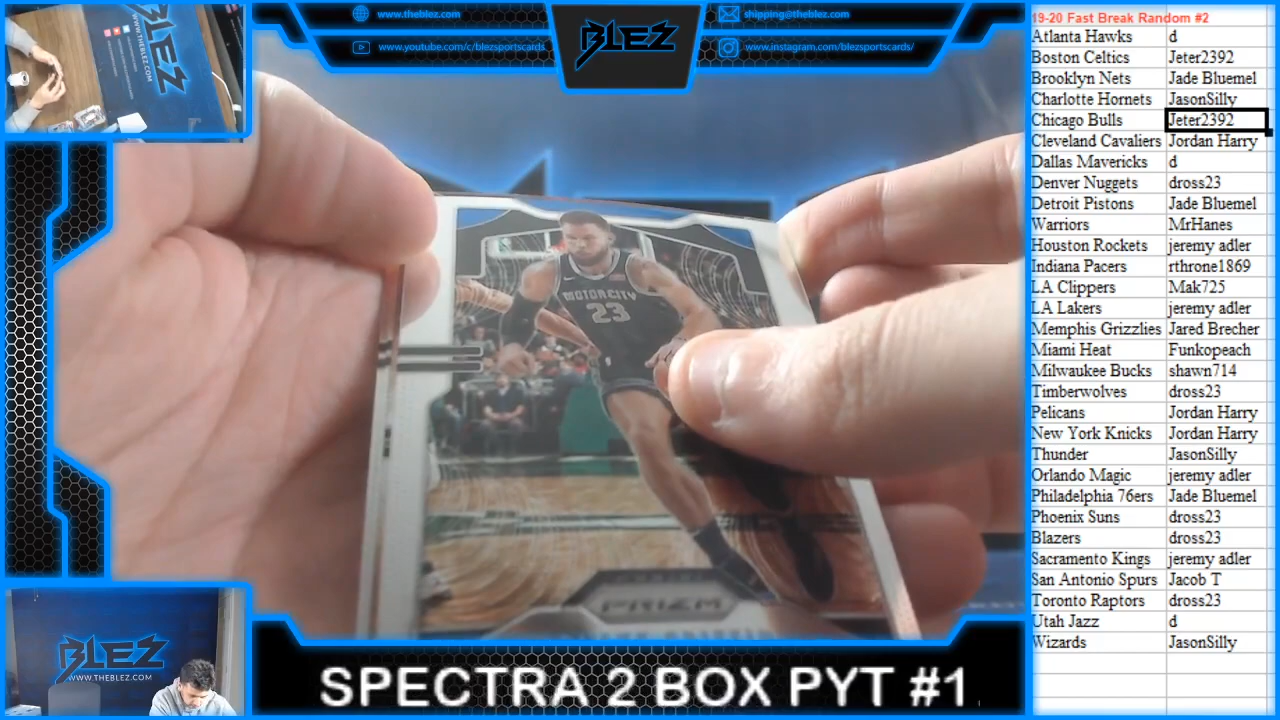 www.theblez.com
shipping@theblez.com
www.youtube.com/c/blezsportscards
www.instagram.com/blezsportscards/
BLEZ
BLEZ
WWW.THEBLEZ.COM
MOTOR CITY
23
PRIZM
BLEZ
WWW.THEBLEZ.COM
SPECTRA 2 BOX PYT #1
19-20 Fast Break Random #2
Atlanta Hawks d
Boston Celtics Jeter2392
Brooklyn Nets Jade Bluemel
Charlotte Hornets JasonSilly
Chicago Bulls Jeter2392
Cleveland Cavaliers Jordan Harry
Dallas Mavericks d
Denver Nuggets dross23
Detroit Pistons Jade Bluemel
Warriors MrHanes
Houston Rockets jeremy adler
Indiana Pacers rthrone1869
LA Clippers Mak725
LA Lakers jeremy adler
Memphis Grizzlies Jared Brecher
Miami Heat Funkopeach
Milwaukee Bucks shawn714
Timberwolves dross23
Pelicans Jordan Harry
New York Knicks Jordan Harry
Thunder JasonSilly
Orlando Magic jeremy adler
Philadelphia 76ers Jade Bluemel
Phoenix Suns dross23
Blazers dross23
Sacramento Kings jeremy adler
San Antonio Spurs Jacob T
Toronto Raptors dross23
Utah Jazz d
Wizards JasonSilly